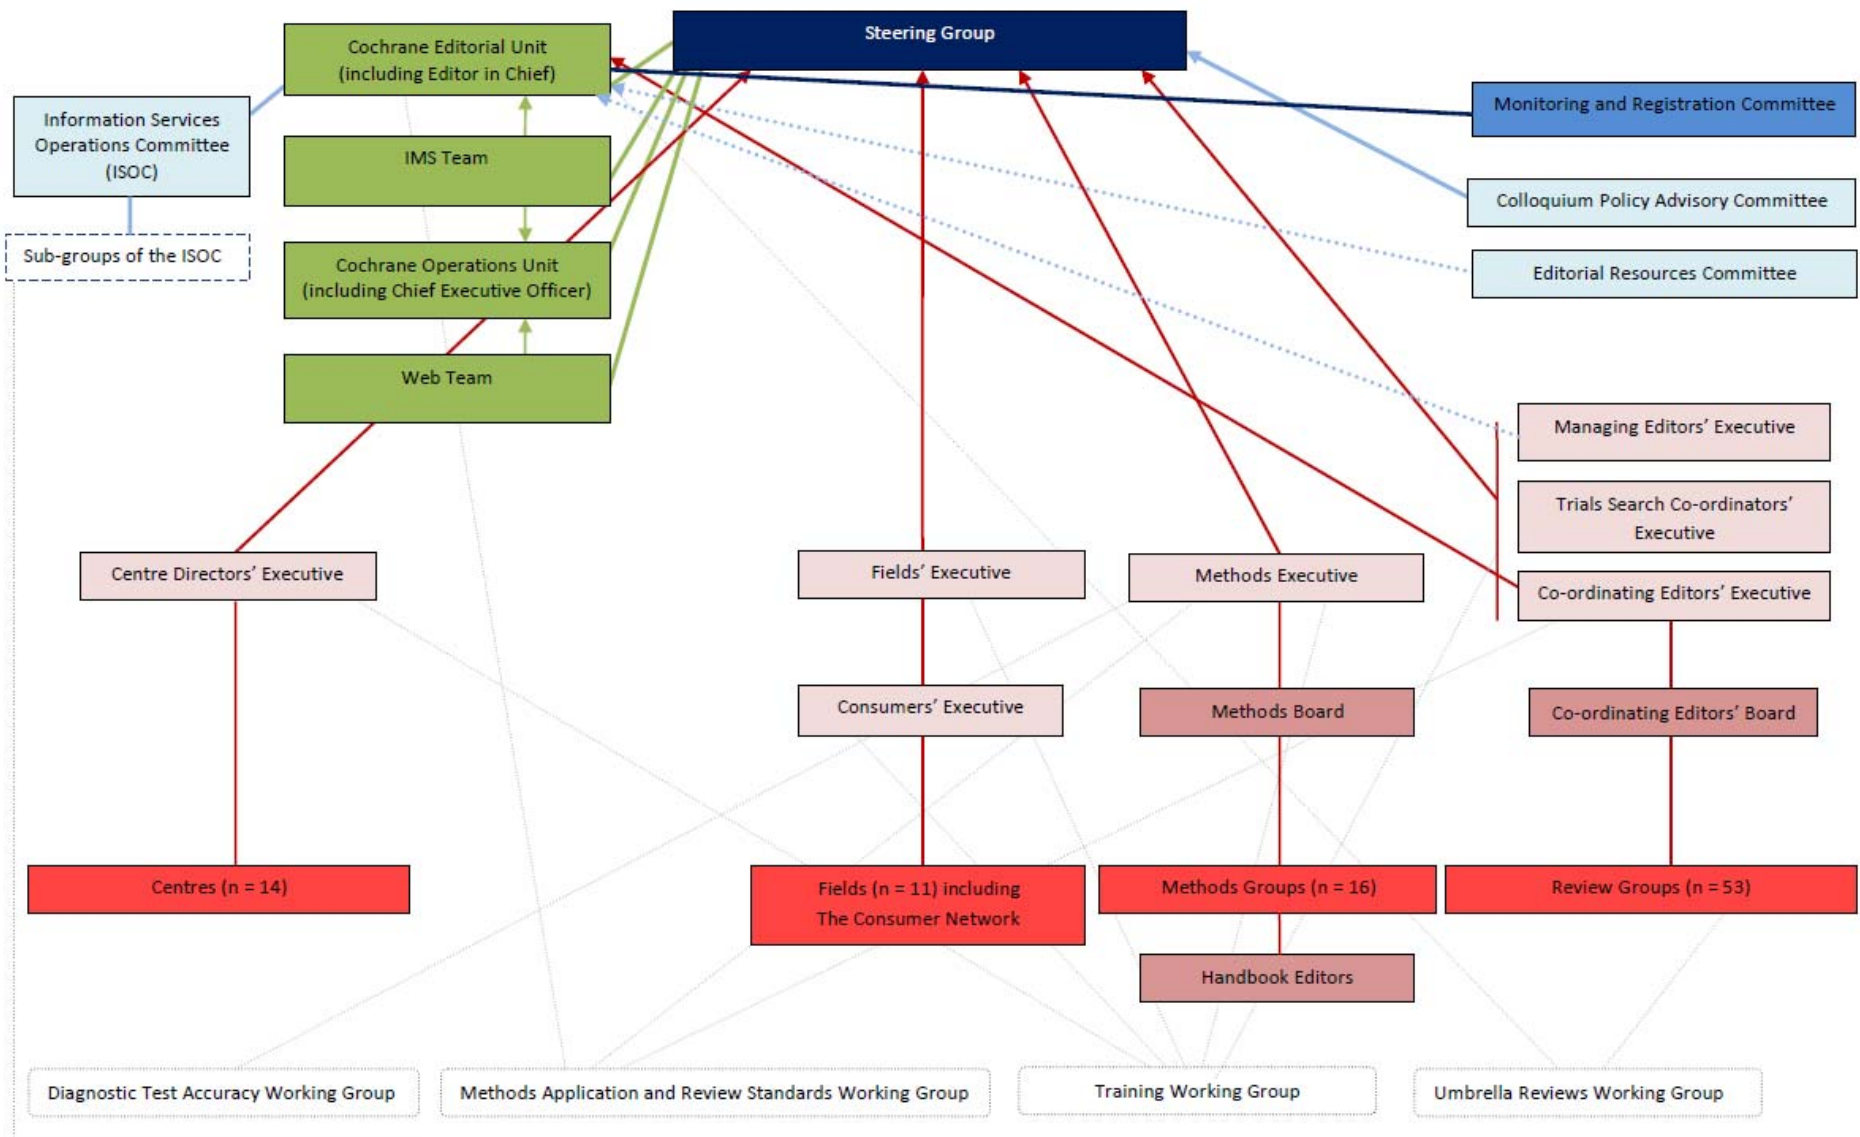 Steering Group
Cochrane Editorial Unit
(including Editor in Chief)
Information Services
Operations Committee
(ISOC)
Sub-groups of the ISOC
IMS Team
Cochrane Operations Unit
(including Chief Executive Officer)
Web Team
Monitoring and Registration Committee
Colloquium Policy Advisory Committee
Editorial Resources Committee
Managing Editors’ Executive
Trials Search Co-ordinators’
Executive
Co-ordinating Editors’ Executive
Centre Directors’ Executive
Fields’ Executive
Methods Executive
Consumers’ Executive
Methods Board
Co-ordinating Editors’ Board
Centres (n = 14)
Fields (n = 11) including
The Consumer Network
Methods Groups (n = 16)
Review Groups (n = 53)
Handbook Editors
Diagnostic Test Accuracy Working Group
Methods Application and Review Standards Working Group
Training Working Group
Umbrella Reviews Working Group